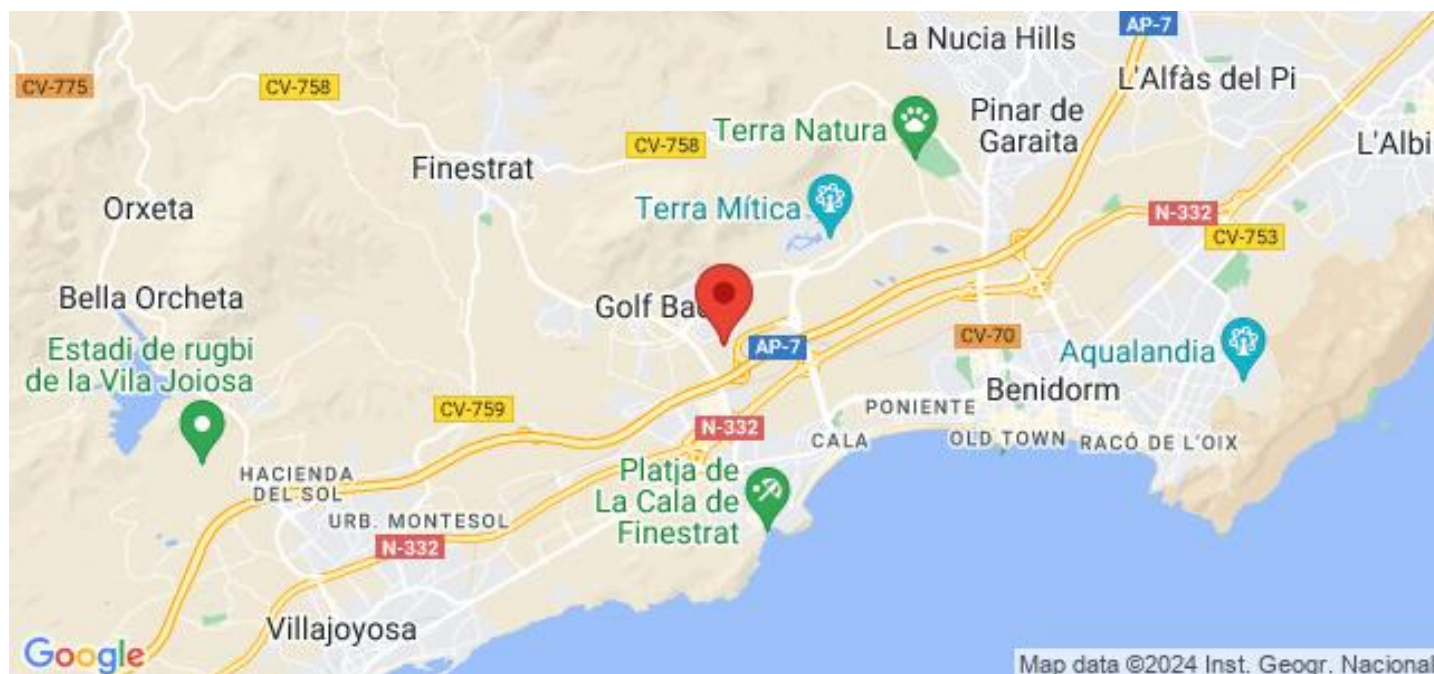 AP-7
La Nucia Hills
L'Alfàs del Pi
CV-775
CV-758
Pinar de
Garaita
Terra Natura
CV-758
L'Albi
Finestrat
Orxeta
Terra Mítica
N-332
CV-753
Bella Orcheta
Golf Ba
Estadi de rugbi
de la Vila Joiosa
AP-7
CV-70
Aqualandia
Benidorm
CV-759
PONIENTE
N-332
CALA
OLD TOWN
RACÓ DE L'OIX
HACIENDA
DEL SOL
Platja de
La Cala de
Finestrat
URB. MONTESOL
N-332
Villajoyosa
Google
Map data ©2024 Inst. Geogr. Nacional